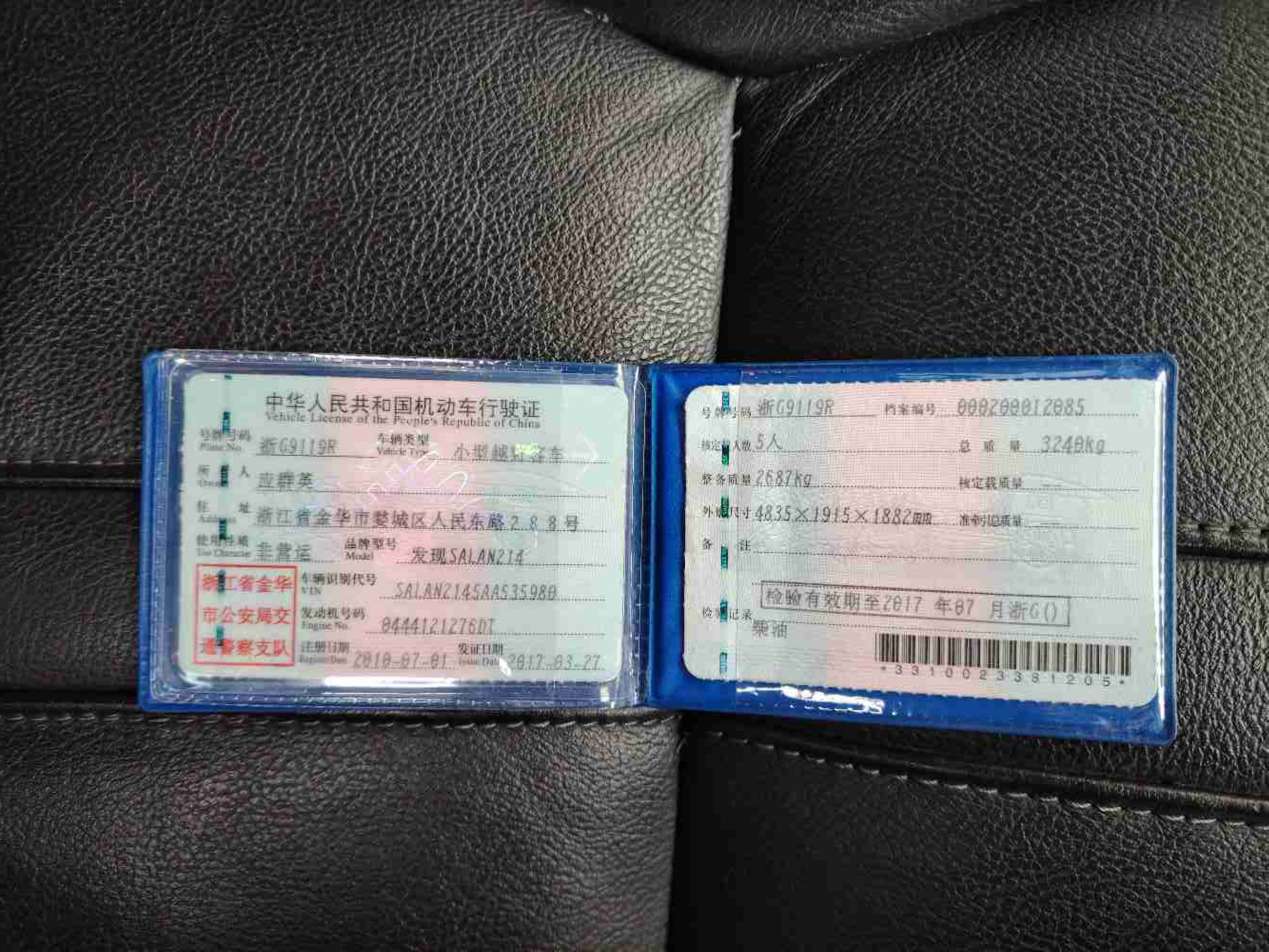 中华人民共和国机动车行驶证
Vehicle License of the People's Republic of China
号牌号码 浙G9119R 车辆类型 小型越野客车
Plate No. Vehicle Type
所 人 应群英
Owner
住 址 浙江省金华市婺城区人民东路288号
Address
使用性质 非营运 品牌型号 发现SALAN214
Use Character Model
车辆识别代号 SALAN2145AA535980
VIN
发动机号码 0444121276DT
Engine No.
注册日期 2010-07-01 发证日期 2017-03-27
Register Date Issue Date
浙江省金华
市公安局交
通警察支队
号牌号码 浙G9119R 档案编号 000200012085
核定载人数 5人 总质量 3240kg
整备质量 2687kg 核定载质量 --
外廓尺寸 4835×1915×1882mm 准牵引总质量 --
备 注
检验有效期至2017 年07 月浙G()
检验记录
柴油
*3310023381205*